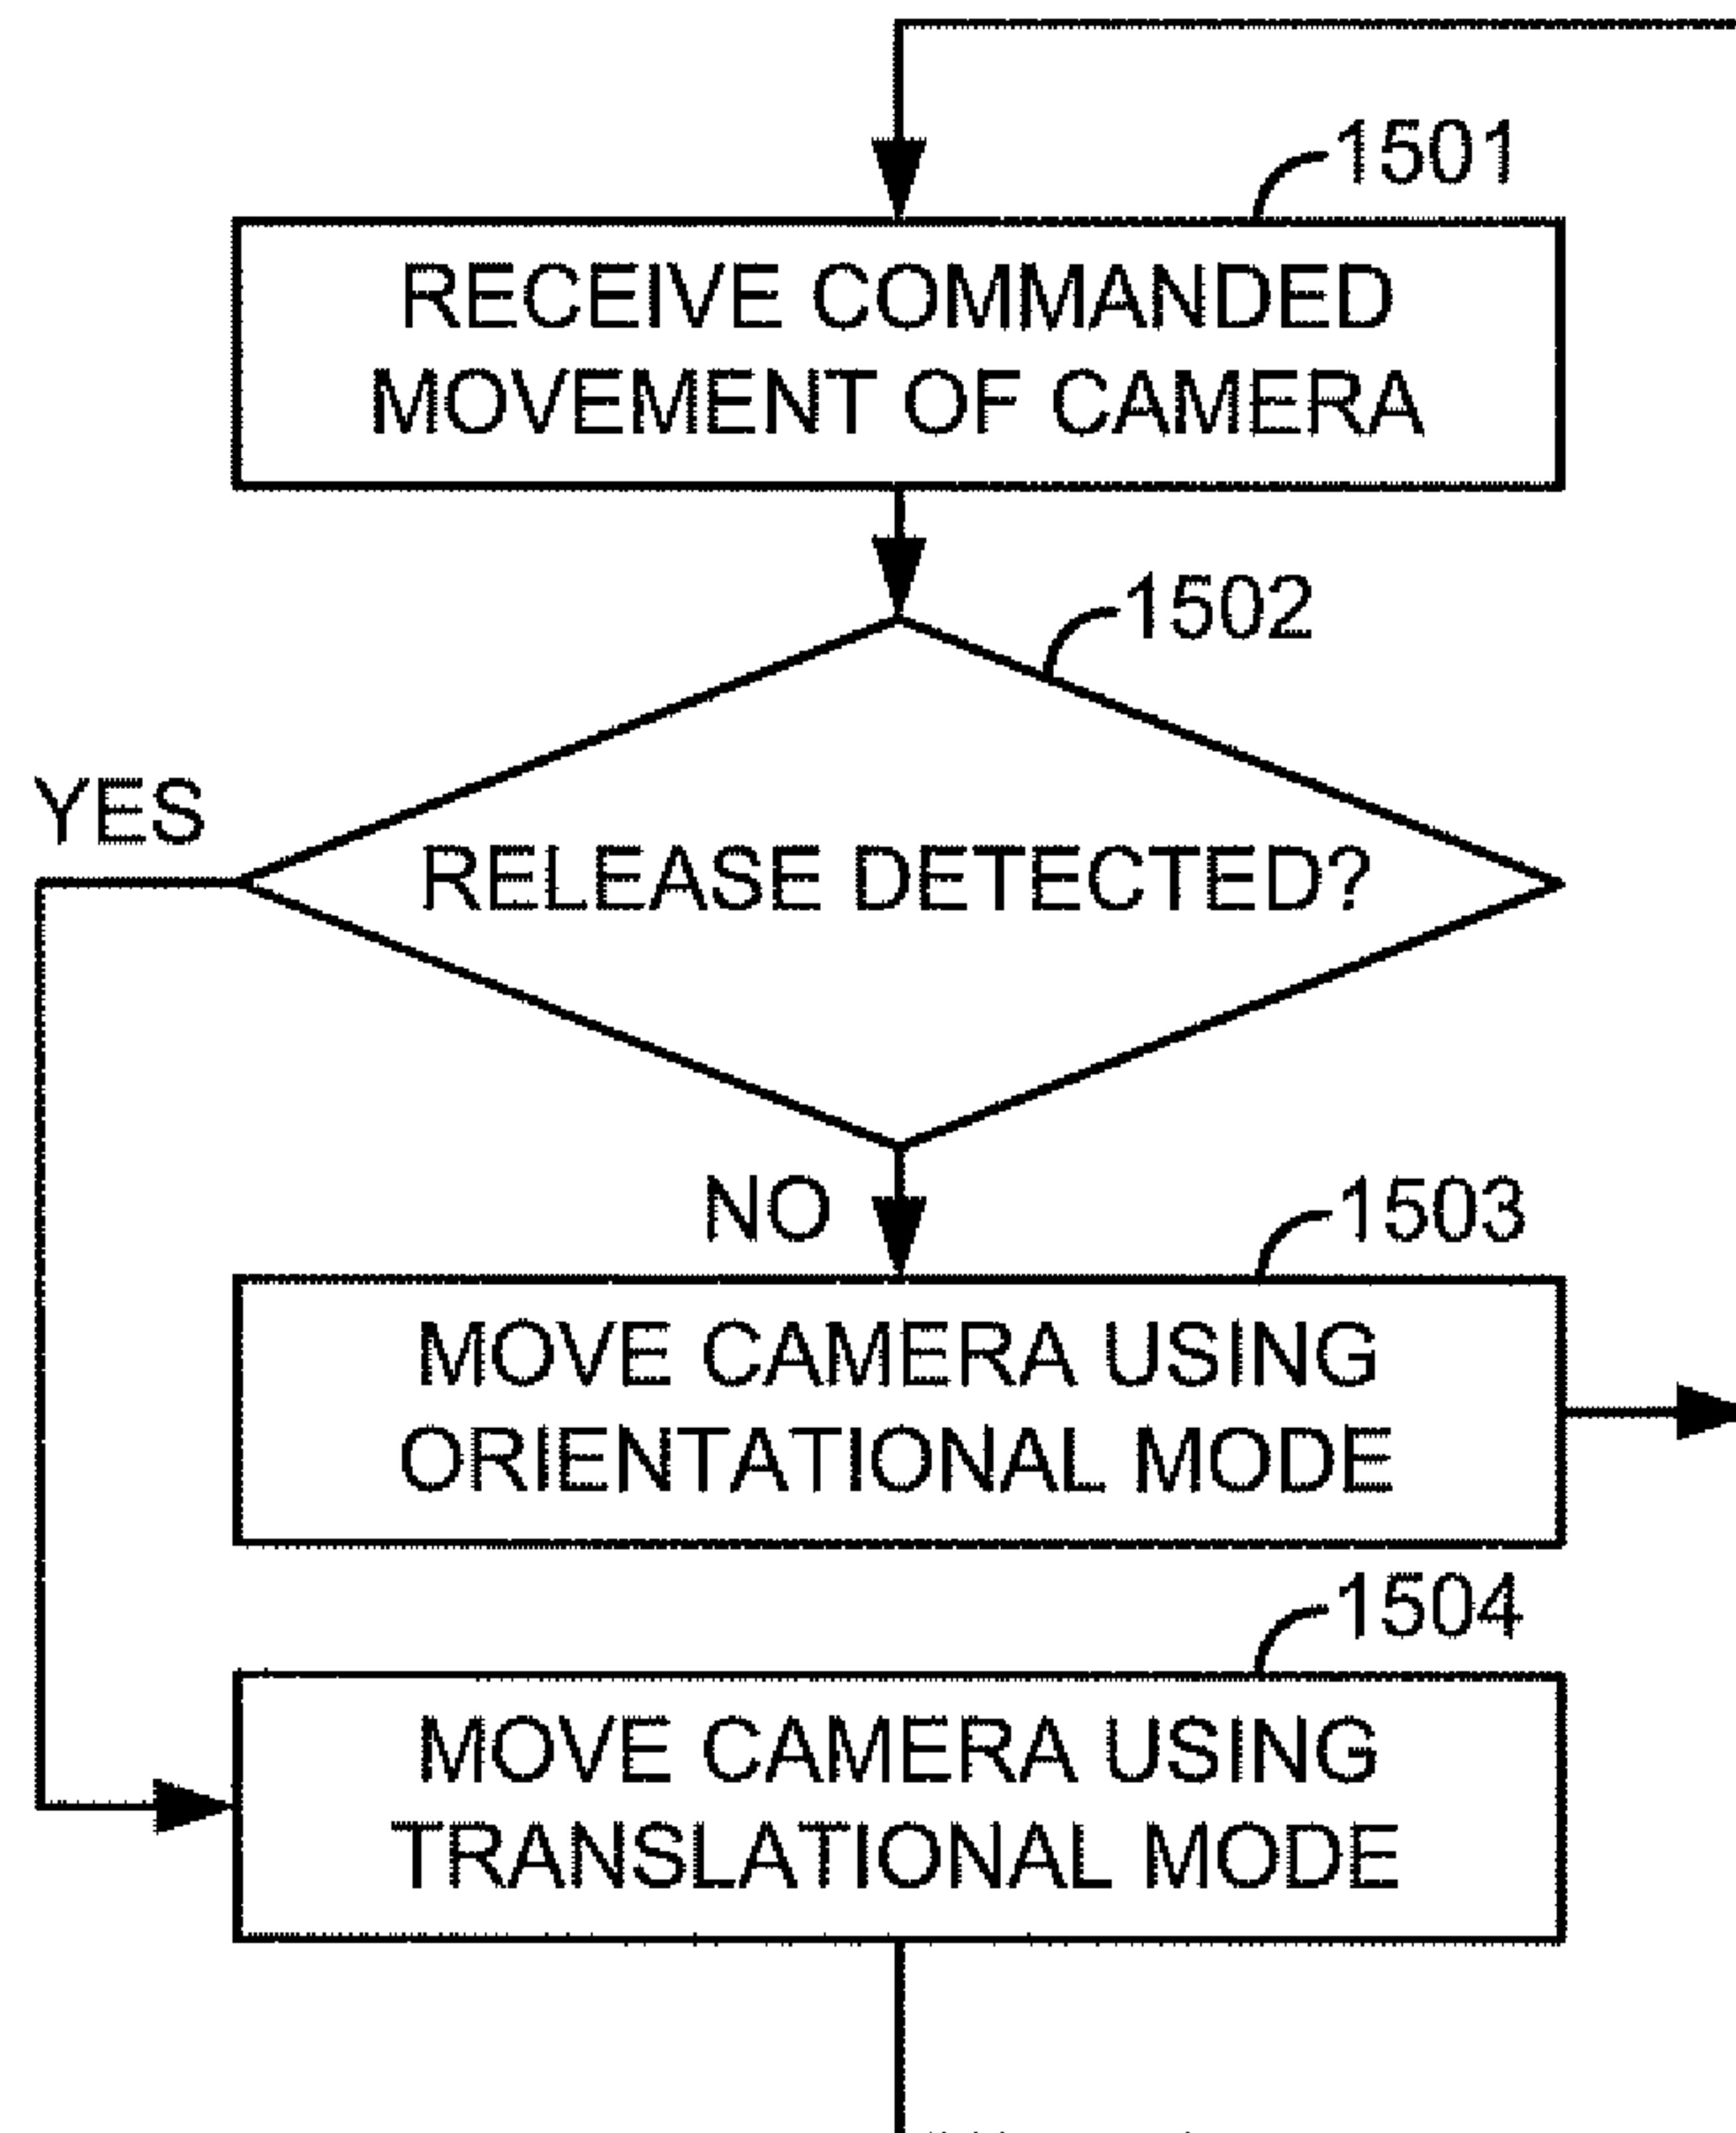 1501
RECEIVE COMMANDED
MOVEMENT OF CAMERA
1502
YES
RELEASE DETECTED?
NO
1503
MOVE CAMERA USING
ORIENTATIONAL MODE
1504
MOVE CAMERA USING
TRANSLATIONAL MODE